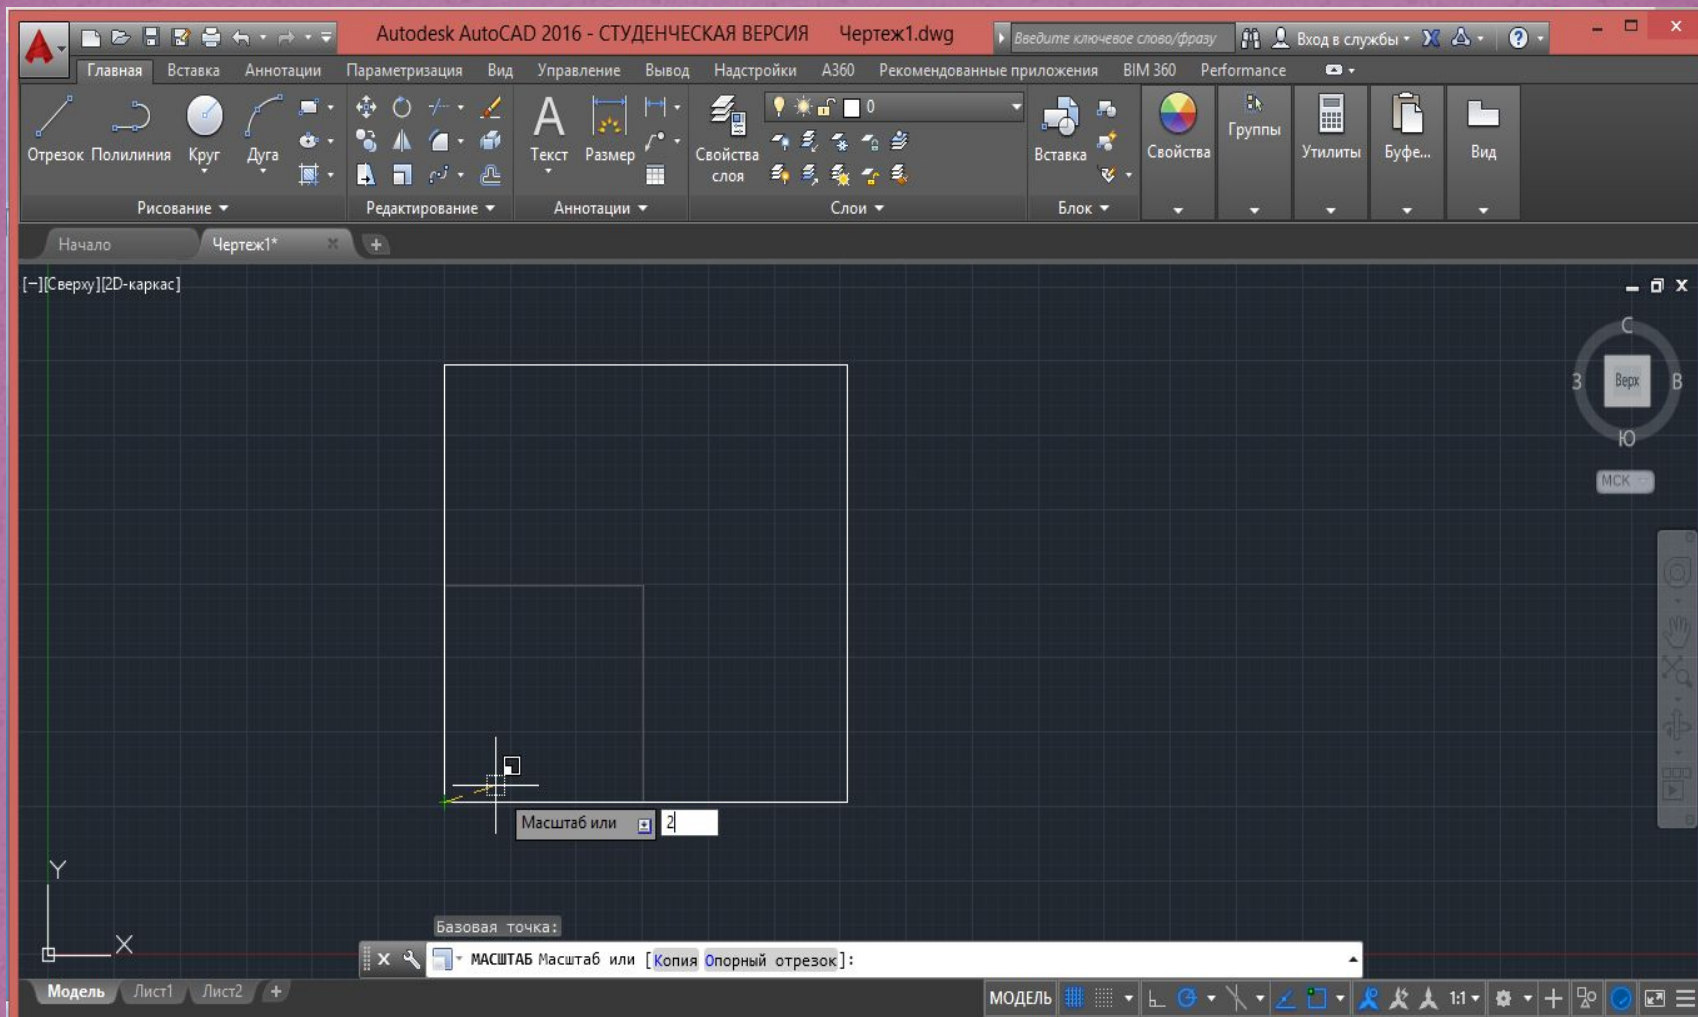 Autodesk AutoCAD 2016 - СТУДЕНЧЕСКАЯ ВЕРСИЯ Чертеж1.dwg Введите ключевое слово/фразу Вход в службы
Главная Вставка Аннотации Параметризация Вид Управление Вывод Надстройки A360 Рекомендованные приложения BIM 360 Performance
0
Отрезок Полилиния Круг Дуга Текст Размер Свойства слоя Вставка Свойства Группы Утилиты Буфе... Вид
Рисование Редактирование Аннотации Слои Блок
Начало Чертеж1*
[−][Сверху][2D-каркас]
С
З Верх В
Ю
МСК
Масштаб или 2
Y
X
Базовая точка:
МАСШТАБ Масштаб или [Копия Опорный отрезок]:
Модель Лист1 Лист2 +
МОДЕЛЬ 1:1